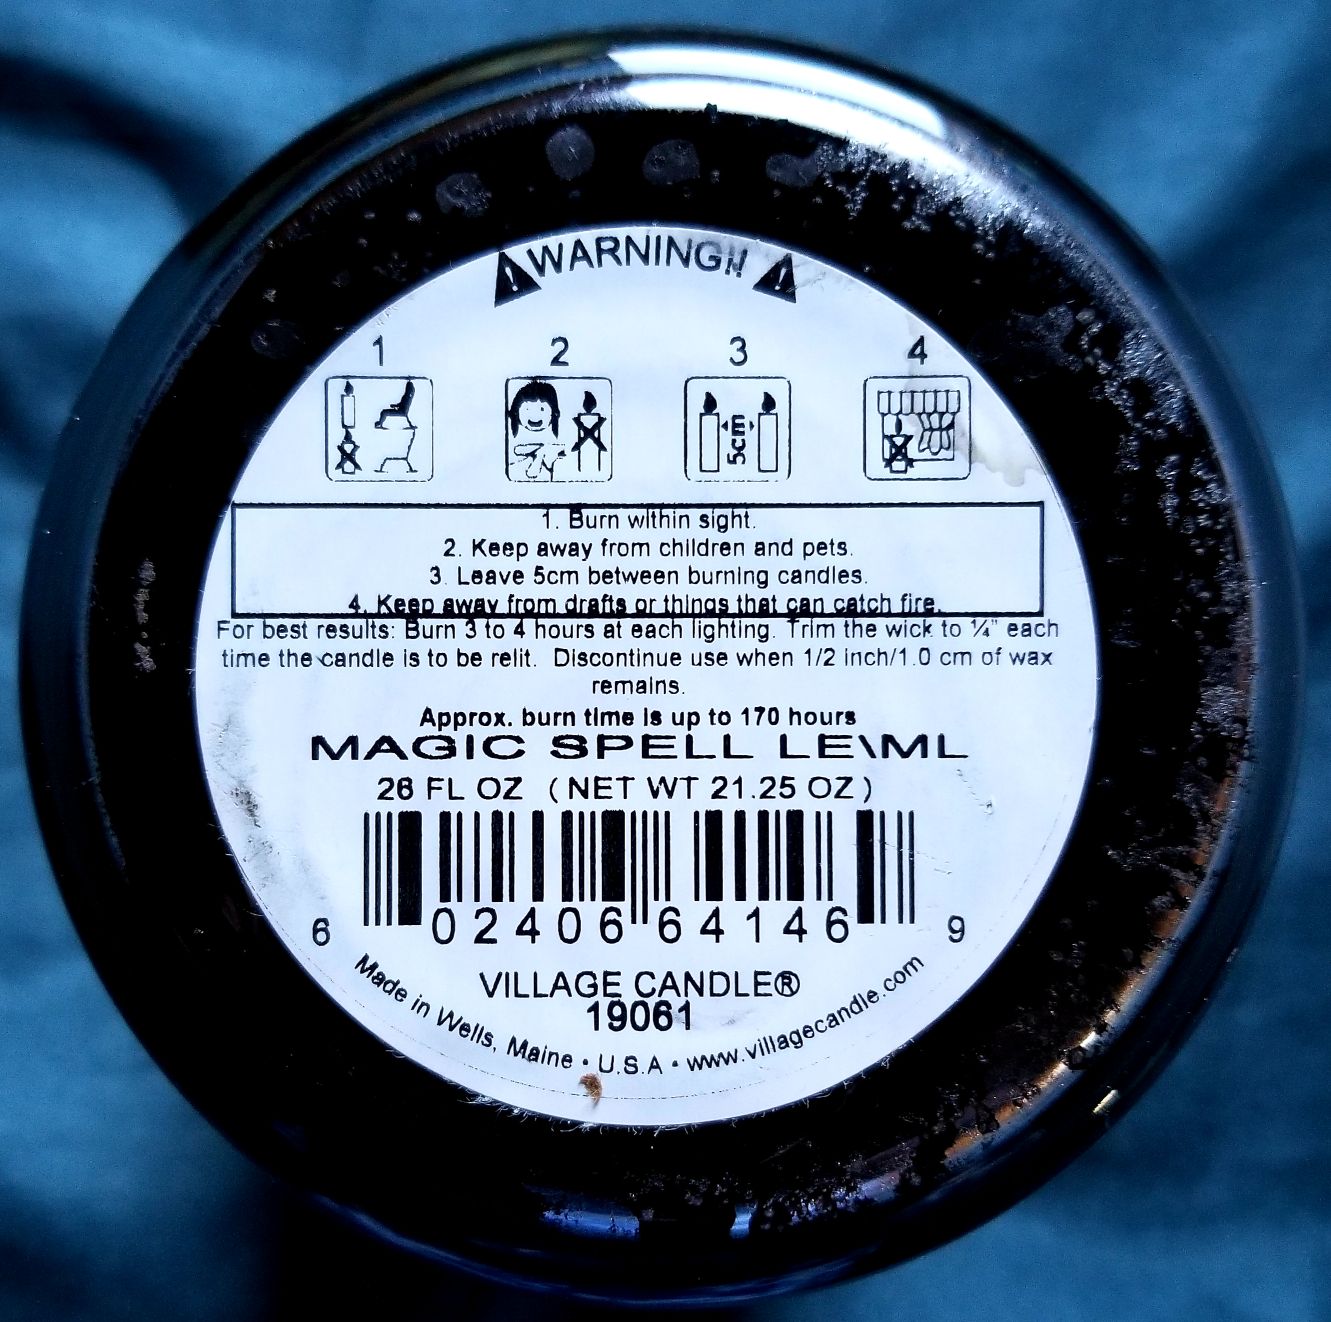 WARNING!!
1 2 3 4
5cm
1. Burn within sight.
2. Keep away from children and pets.
3. Leave 5cm between burning candles.
4. Keep away from drafts or things that can catch fire.
For best results: Burn 3 to 4 hours at each lighting. Trim the wick to ¼" each
time the candle is to be relit. Discontinue use when 1/2 inch/1.0 cm of wax
remains.
Approx. burn time is up to 170 hours
MAGIC SPELL LE\ML
26 FL OZ (NET WT 21.25 OZ)
6 02406 64146 9
VILLAGE CANDLE®
19061
Made in Wells, Maine • U.S.A • www.villagecandle.com